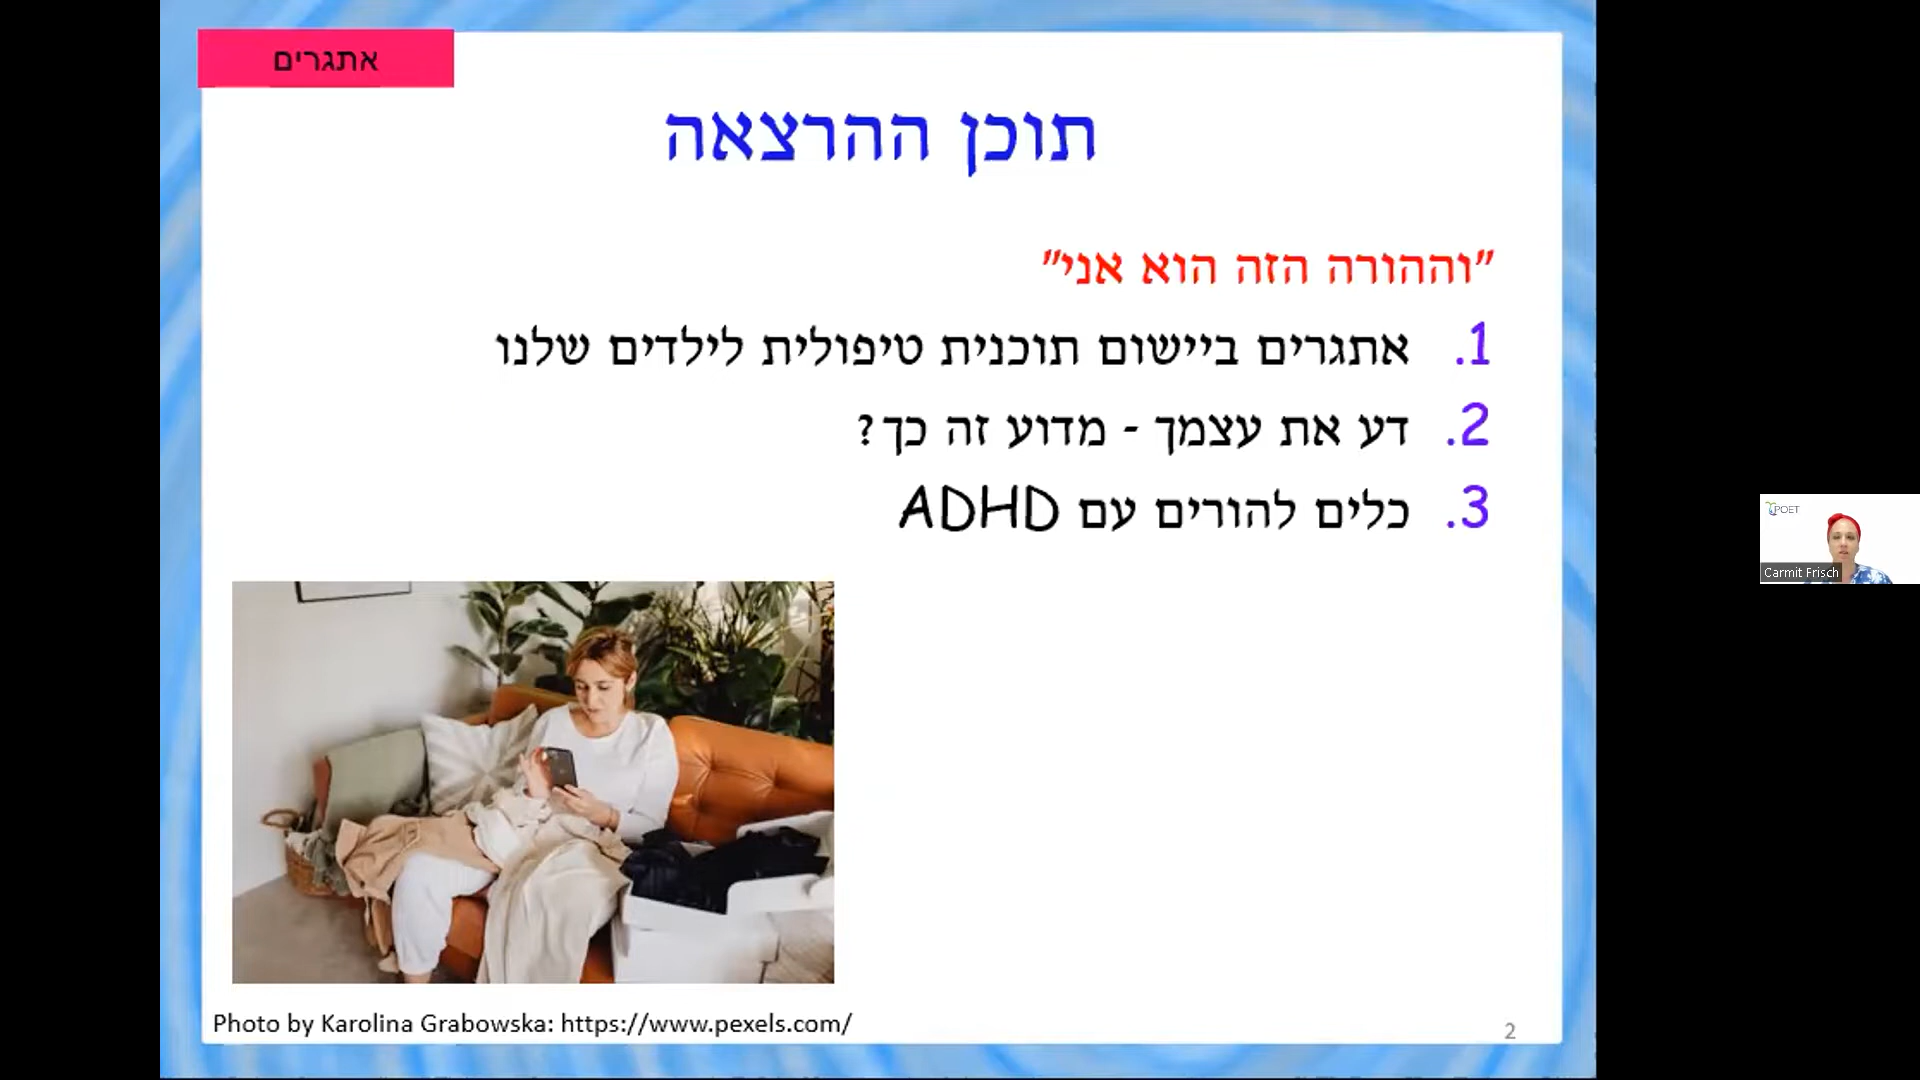 אתגרים
תוכן ההרצאה
"וההורה הזה הוא אני"
1. אתגרים ביישום תוכנית טיפולית לילדים שלנו
2. דע את עצמך - מדוע זה כך?
3. כלים להורים עם ADHD
Photo by Karolina Grabowska: https://www.pexels.com/
2
POET
Carmit Frisch